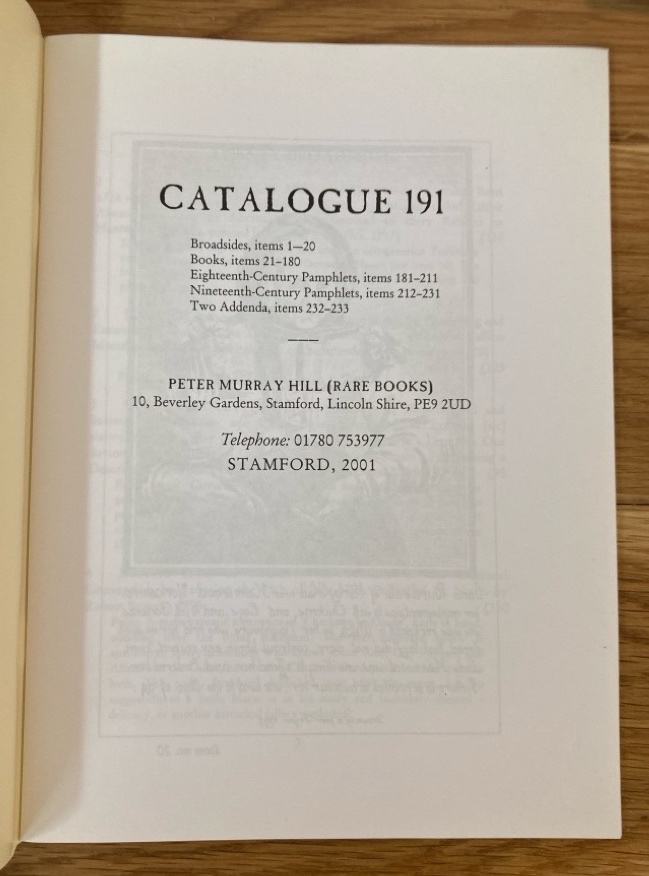 CATALOGUE 191
Broadsides, items 1—20
Books, items 21–180
Eighteenth-Century Pamphlets, items 181–211
Nineteenth-Century Pamphlets, items 212–231
Two Addenda, items 232–233
PETER MURRAY HILL (RARE BOOKS)
10, Beverley Gardens, Stamford, Lincoln Shire, PE9 2UD
Telephone: 01780 753977
STAMFORD, 2001